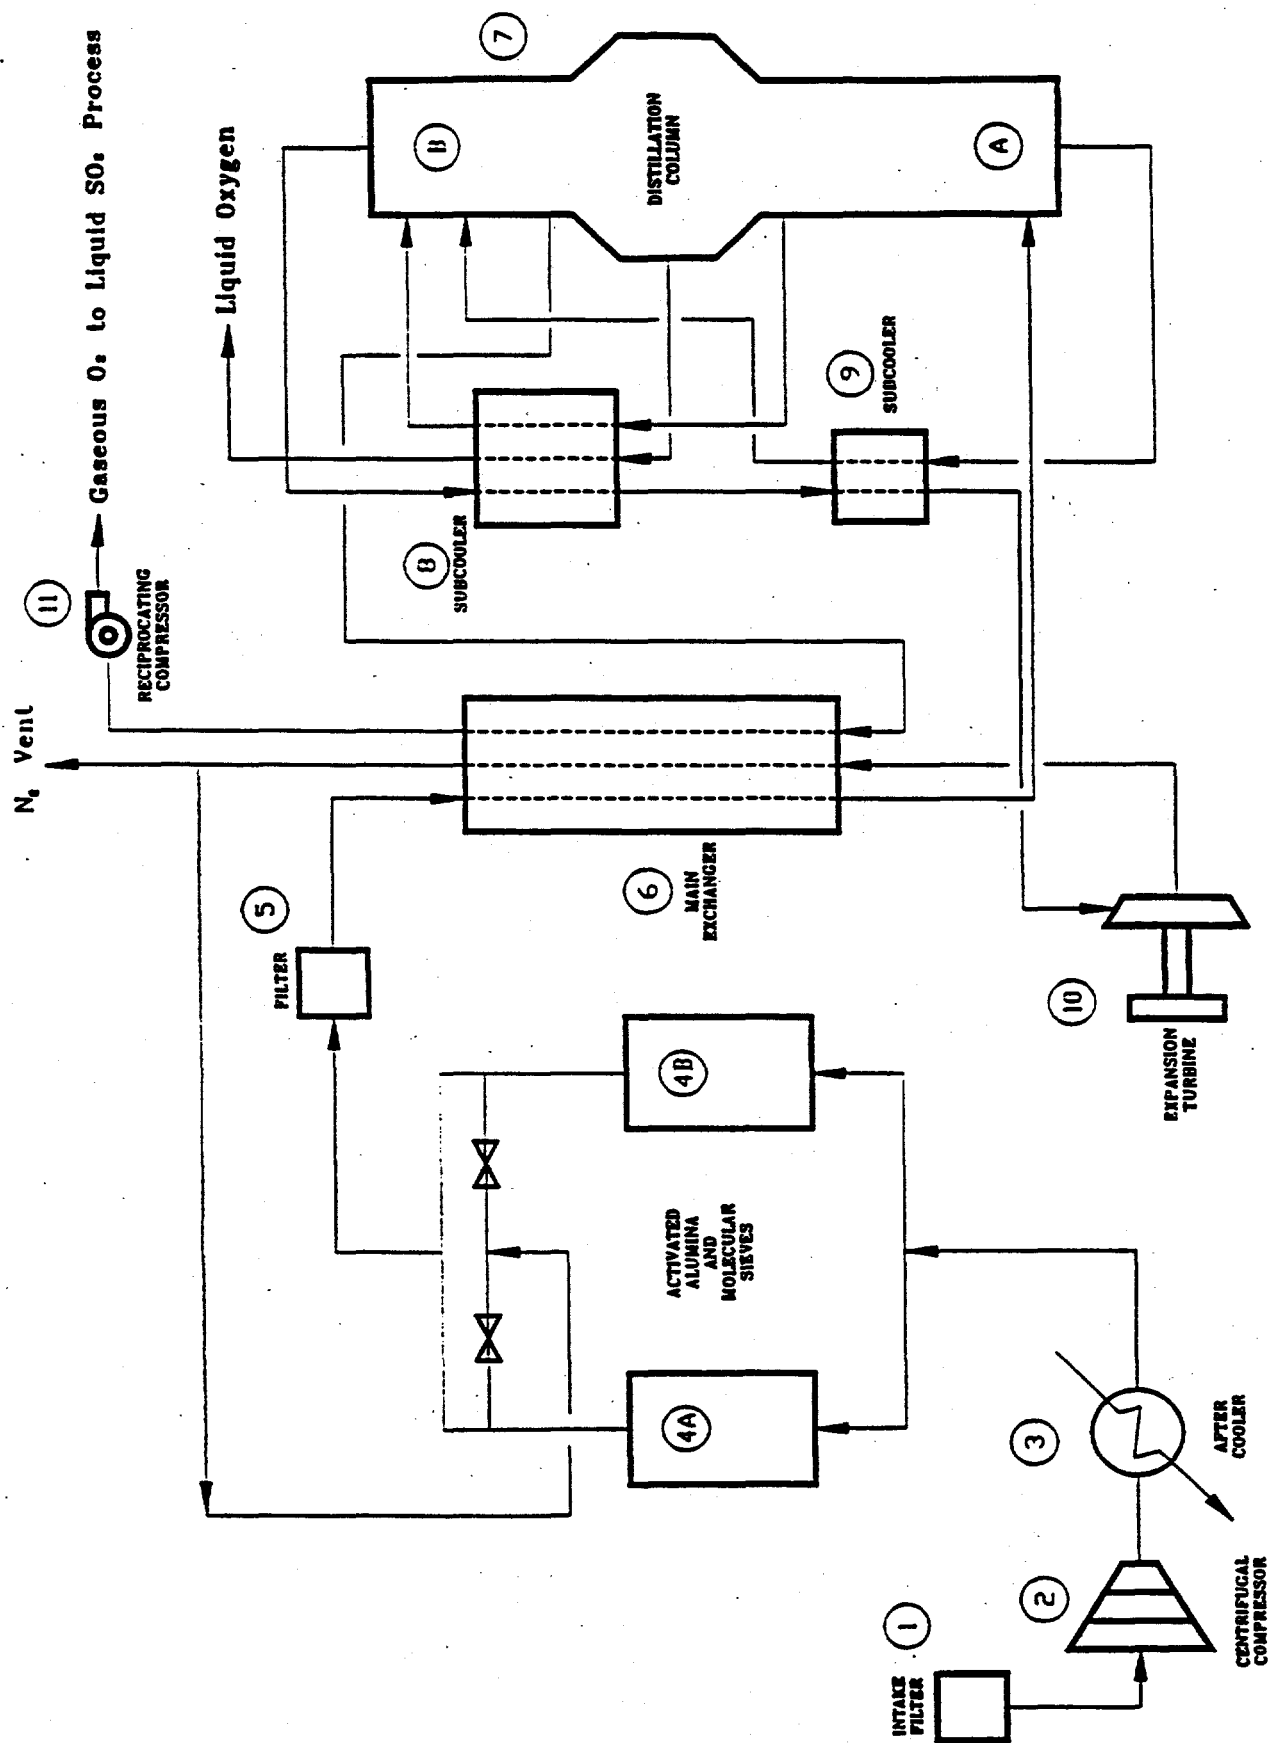 N₂ Vent
Gaseous O₂ to Liquid SO₂ Process
Liquid Oxygen
11
RECIPROCATING
COMPRESSOR
7
B
DISTILLATION
COLUMN
A
8
SUBCOOLER
9
SUBCOOLER
5
FILTER
6
MAIN
EXCHANGER
10
EXPANSION
TURBINE
4B
ACTIVATED
ALUMINA
AND
MOLECULAR
SIEVES
4A
3
AFTER
COOLER
2
CENTRIFUCAL
COMPRESSOR
1
INTAKE
FILTER